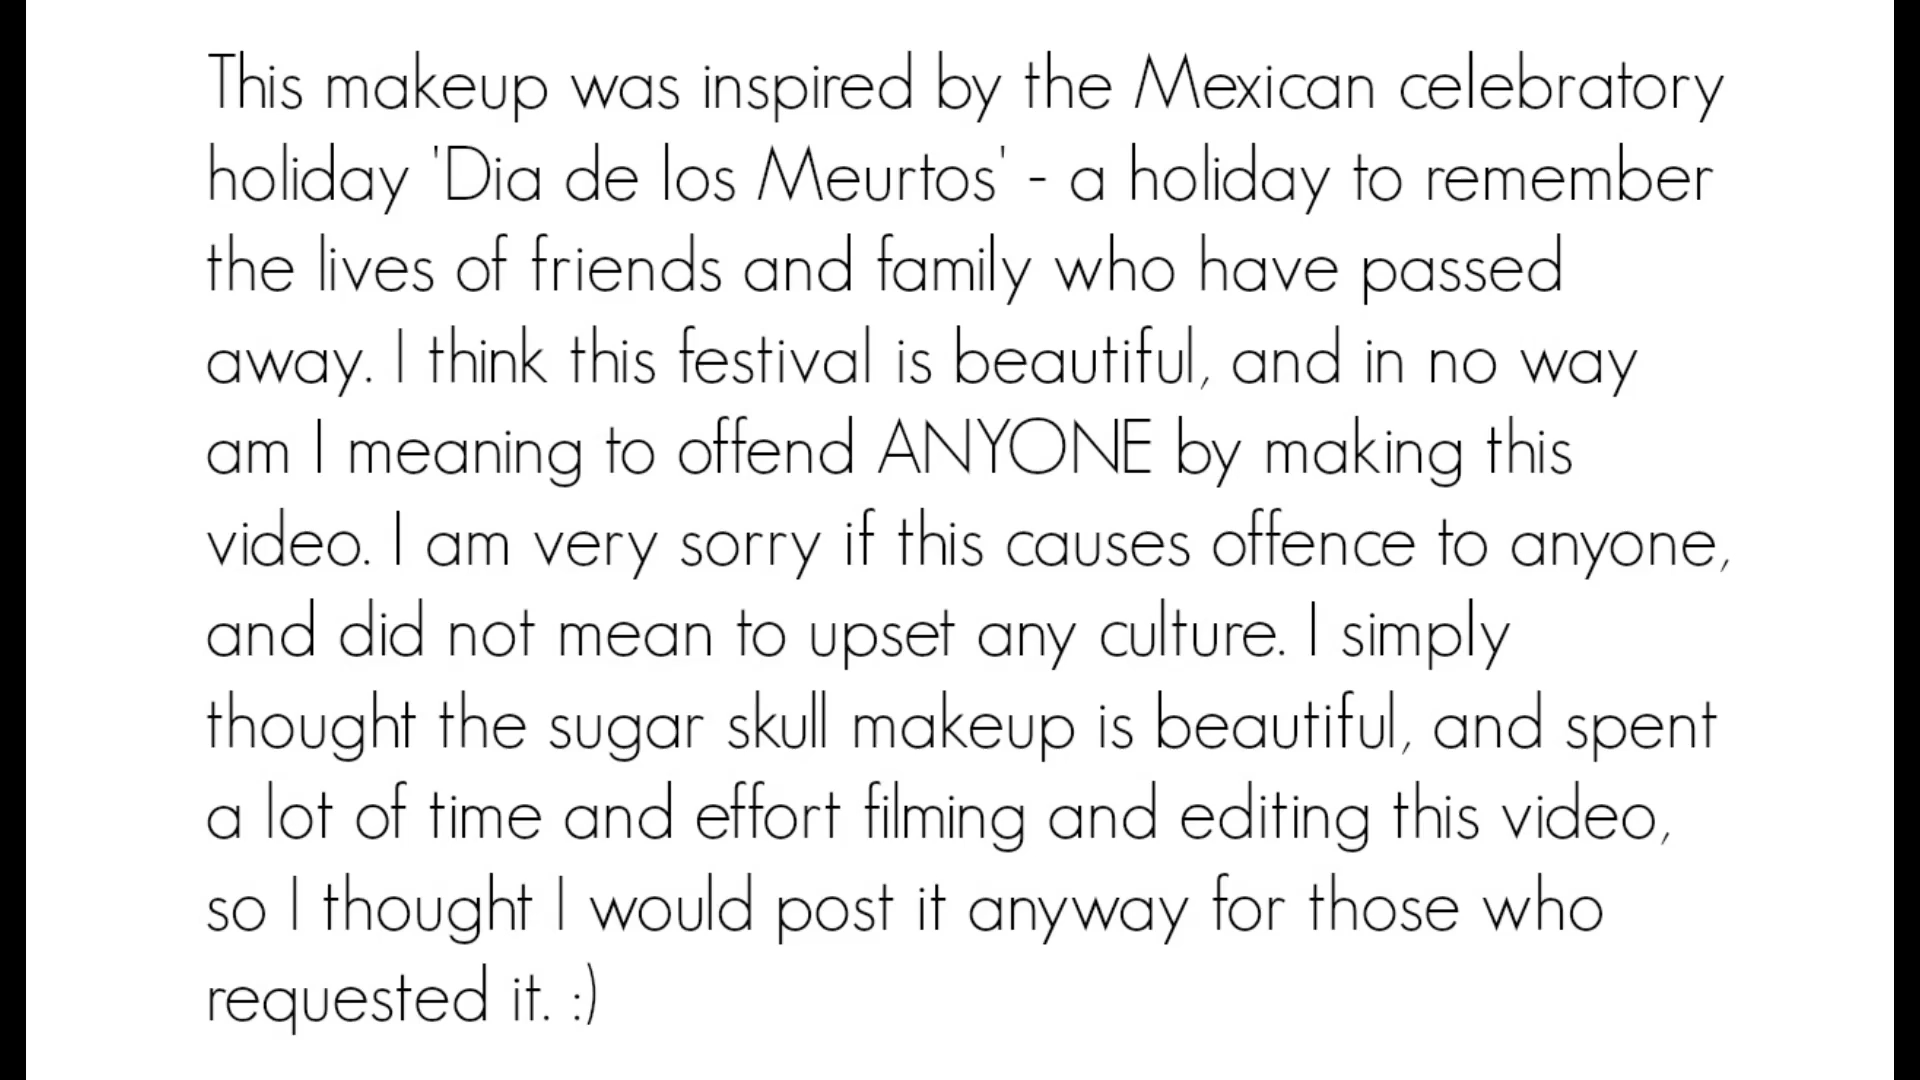 This makeup was inspired by the Mexican celebratory
holiday 'Dia de los Meurtos' - a holiday to remember
the lives of friends and family who have passed
away. I think this festival is beautiful, and in no way
am I meaning to offend ANYONE by making this
video. I am very sorry if this causes offence to anyone,
and did not mean to upset any culture. I simply
thought the sugar skull makeup is beautiful, and spent
a lot of time and effort filming and editing this video,
so I thought I would post it anyway for those who
requested it. :)